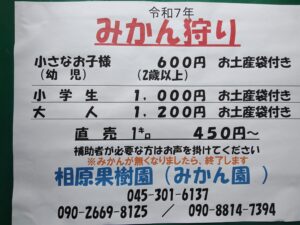 令和7年
みかん狩り
小さなお子様 600円 お土産袋付き
(幼児) (2歳以上)
小学生 1.000円 お土産袋付き
大人 1.200円 お土産袋付き
直売 1㌔ 450円～
補助者が必要な方はお声を掛けてください
※みかんが無くなりましたら、終了します
相原果樹園（みかん園 ）
045-301-6137
090-2669-8125 ／ 090-8814-7394